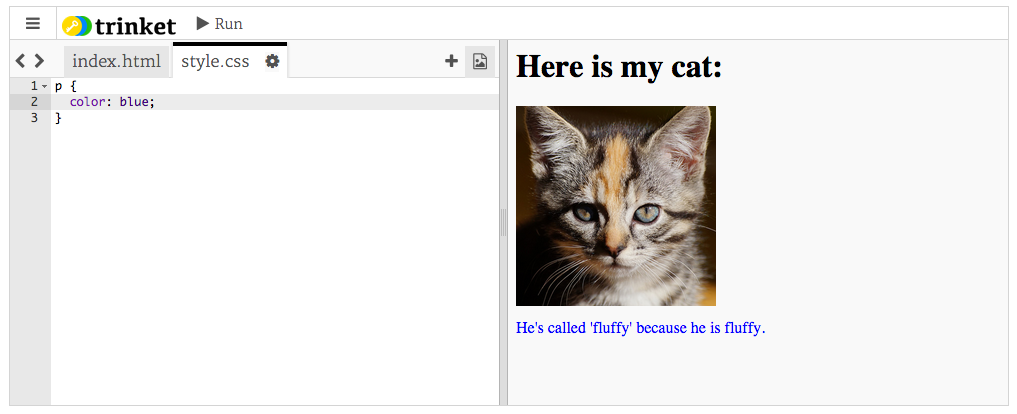 trinket Run
index.html style.css
1 p {
2 color: blue;
3 }
Here is my cat:
He's called 'fluffy' because he is fluffy.